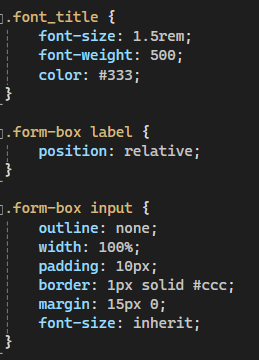 .font_title {
font-size: 1.5rem;
font-weight: 500;
color: #333;
}
.form-box label {
position: relative;
}
.form-box input {
outline: none;
width: 100%;
padding: 10px;
border: 1px solid #ccc;
margin: 15px 0;
font-size: inherit;
}